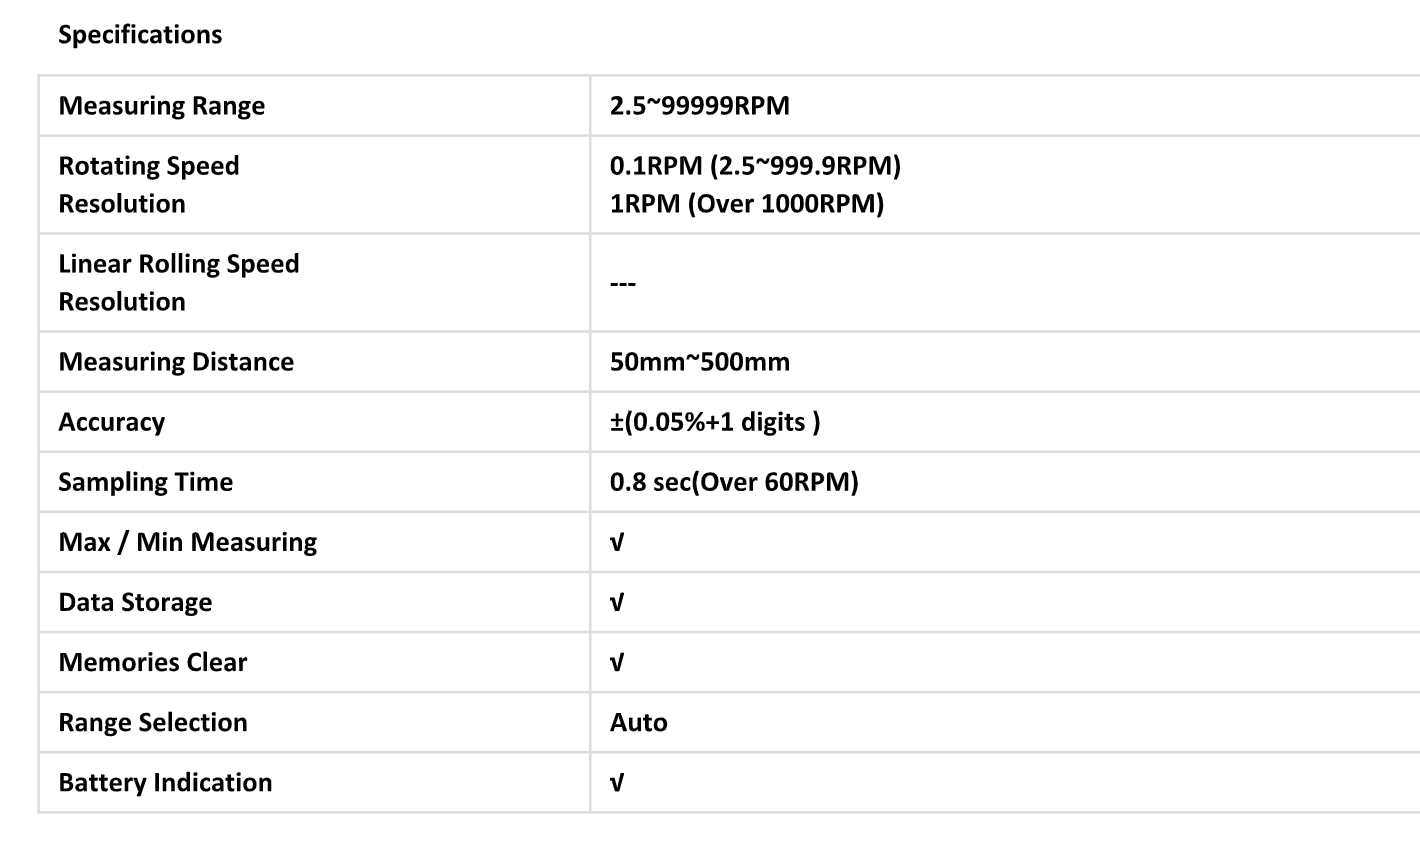 Specifications
Measuring Range 2.5~99999RPM
Rotating Speed 0.1RPM (2.5~999.9RPM)
Resolution 1RPM (Over 1000RPM)
Linear Rolling Speed
Resolution
---
Measuring Distance 50mm~500mm
Accuracy ±(0.05%+1 digits )
Sampling Time 0.8 sec(Over 60RPM)
Max / Min Measuring √
Data Storage √
Memories Clear √
Range Selection Auto
Battery Indication √